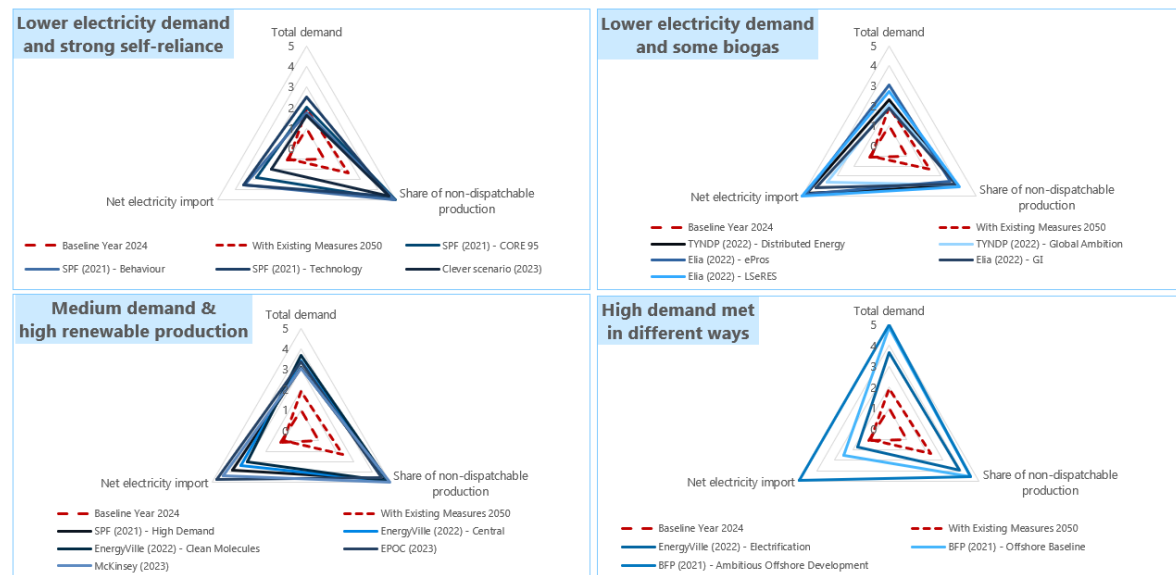 Lower electricity demand
and strong self-reliance
Total demand
5
4
3
2
1
0
Net electricity import
Share of non-dispatchable
production
Baseline Year 2024
With Existing Measures 2050
SPF (2021) - CORE 95
SPF (2021) - Behaviour
SPF (2021) - Technology
Clever scenario (2023)
Lower electricity demand
and some biogas
Total demand
5
4
3
2
1
0
Net electricity import
Share of non-dispatchable
production
Baseline Year 2024
With Existing Measures 2050
TYNDP (2022) - Distributed Energy
TYNDP (2022) - Global Ambition
Elia (2022) - ePros
Elia (2022) - GI
Elia (2022) - LSeRES
Medium demand &
high renewable production
Total demand
5
4
3
2
1
0
Net electricity import
Share of non-dispatchable
production
Baseline Year 2024
With Existing Measures 2050
SPF (2021) - High Demand
EnergyVille (2022) - Central
EnergyVille (2022) - Clean Molecules
EPOC (2023)
McKinsey (2023)
High demand met
in different ways
Total demand
5
4
3
2
1
0
Net electricity import
Share of non-dispatchable
production
Baseline Year 2024
With Existing Measures 2050
EnergyVille (2022) - Electrification
BFP (2021) - Offshore Baseline
BFP (2021) - Ambitious Offshore Development